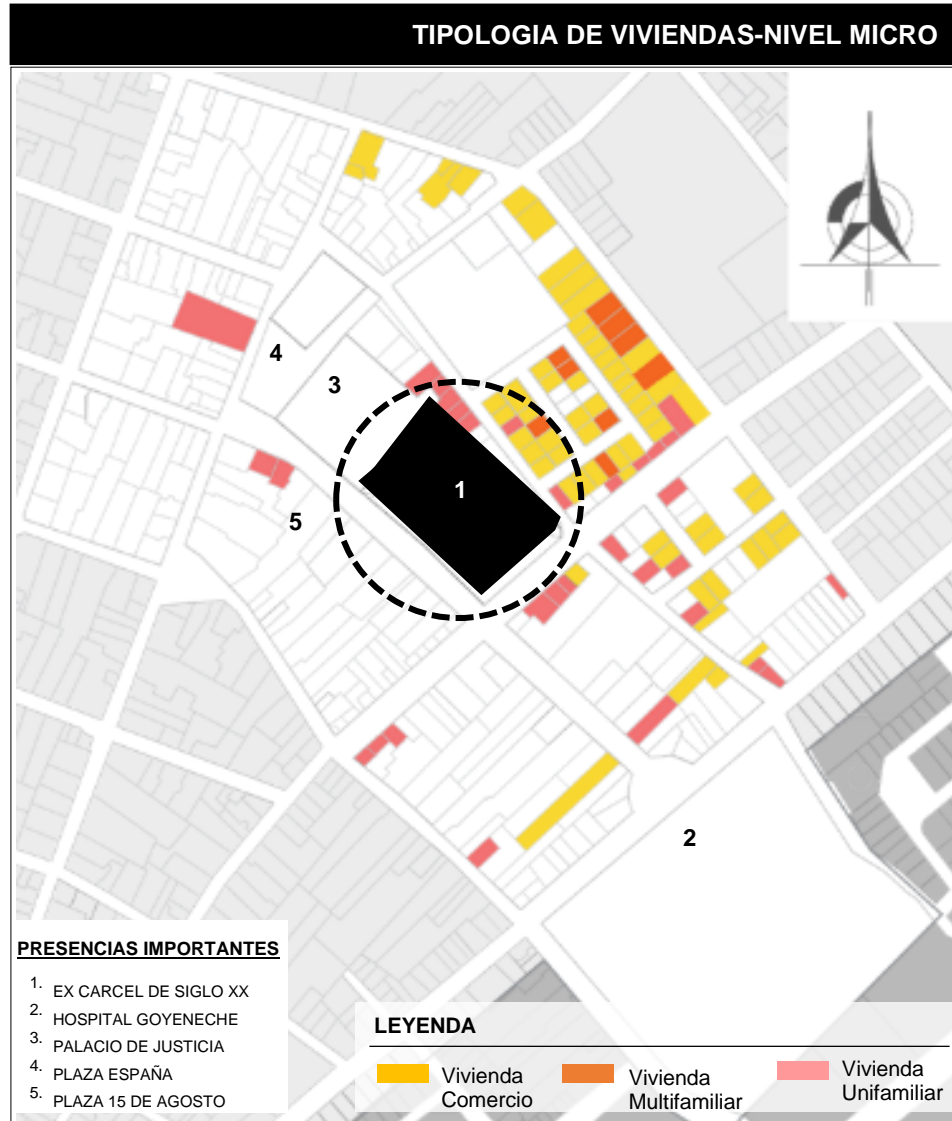 TIPOLOGIA DE VIVIENDAS-NIVEL MICRO
4
3
1
5
2
PRESENCIAS IMPORTANTES
1. EX CARCEL DE SIGLO XX
2. HOSPITAL GOYENECHE
3. PALACIO DE JUSTICIA
4. PLAZA ESPAÑA
5. PLAZA 15 DE AGOSTO
LEYENDA
Vivienda
Comercio
Vivienda
Multifamiliar
Vivienda
Unifamiliar